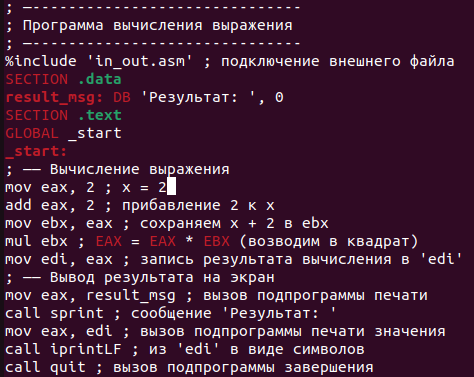 ; —-------------------------------
; Программа вычисления выражения
; —-------------------------------
%include 'in_out.asm' ; подключение внешнего файла
SECTION .data
result_msg: DB 'Результат: ', 0
SECTION .text
GLOBAL _start
_start:
; —— Вычисление выражения
mov eax, 2 ; x = 2
add eax, 2 ; прибавление 2 к x
mov ebx, eax ; сохраняем x + 2 в ebx
mul ebx ; EAX = EAX * EBX (возводим в квадрат)
mov edi, eax ; запись результата вычисления в 'edi'
; —— Вывод результата на экран
mov eax, result_msg ; вызов подпрограммы печати
call sprint ; сообщение 'Результат: '
mov eax, edi ; вызов подпрограммы печати значения
call iprintLF ; из 'edi' в виде символов
call quit ; вызов подпрограммы завершения